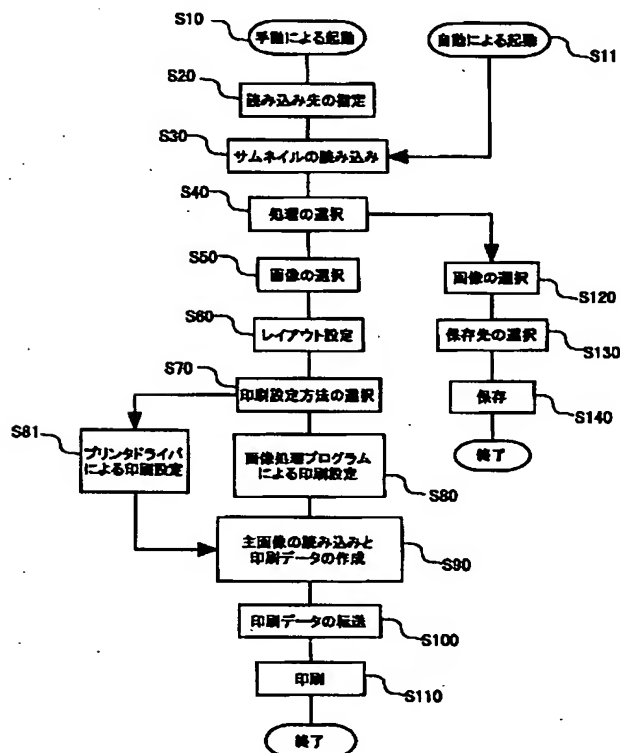 S10
手動による起動
自動による起動
S11
S20
読み込み先の指定
S30
サムネイルの読み込み
S40
処理の選択
S50
画像の選択
画像の選択
S120
S60
レイアウト設定
保存先の選択
S130
S70
印刷設定方法の選択
保存
S140
S81
プリンタドライバ
による印刷設定
画像処理プログラム
による印刷設定
S80
終了
主画像の読み込みと
印刷データの作成
S90
印刷データの転送
S100
印刷
S110
終了